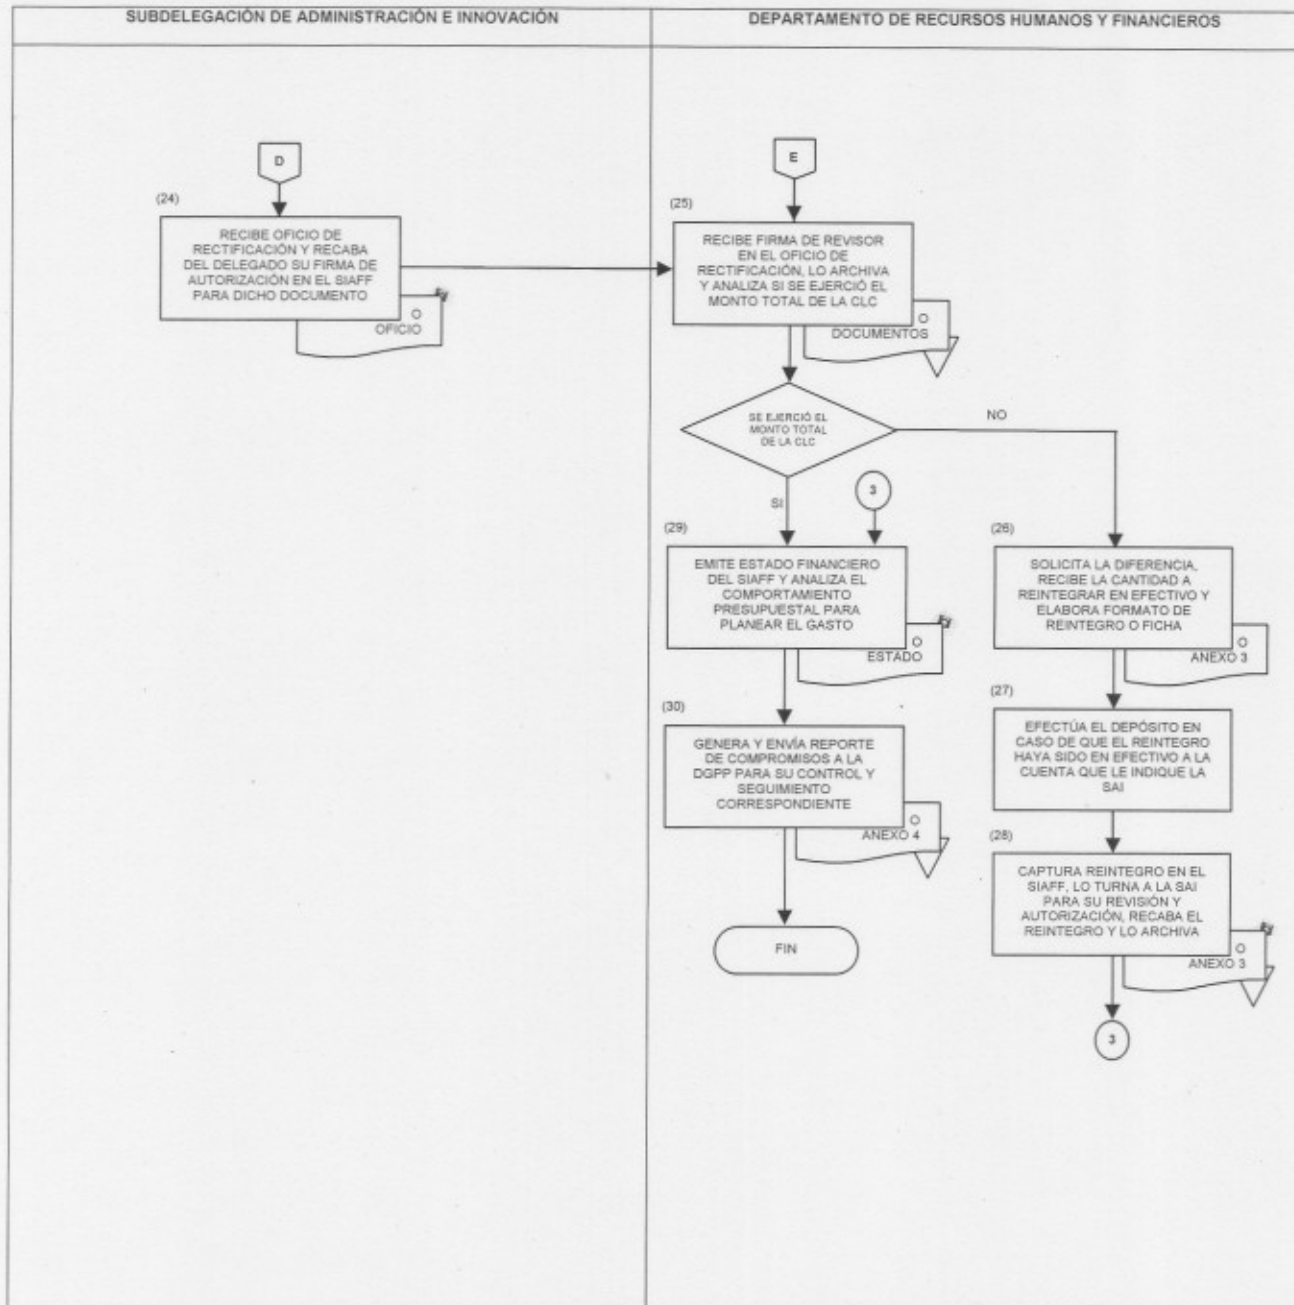 SUBDELEGACIÓN DE ADMINISTRACIÓN E INNOVACIÓN
DEPARTAMENTO DE RECURSOS HUMANOS Y FINANCIEROS
D
(24)
RECIBE OFICIO DE
RECTIFICACIÓN Y RECABA
DEL DELEGADO SU FIRMA DE
AUTORIZACIÓN EN EL SIAFF
PARA DICHO DOCUMENTO
O
OFICIO
E
(25)
RECIBE FIRMA DE REVISOR
EN EL OFICIO DE
RECTIFICACIÓN, LO ARCHIVA
Y ANALIZA SI SE EJERCIÓ EL
MONTO TOTAL DE LA CLC
O
DOCUMENTOS
SE EJERCIÓ EL
MONTO TOTAL
DE LA CLC
NO
SI
3
(29)
EMITE ESTADO FINANCIERO
DEL SIAFF Y ANALIZA EL
COMPORTAMIENTO
PRESUPUESTAL PARA
PLANEAR EL GASTO
O
ESTADO
(30)
GENERA Y ENVÍA REPORTE
DE COMPROMISOS A LA
DGPP PARA SU CONTROL Y
SEGUIMIENTO
CORRESPONDIENTE
O
ANEXO 4
FIN
(26)
SOLICITA LA DIFERENCIA,
RECIBE LA CANTIDAD A
REINTEGRAR EN EFECTIVO Y
ELABORA FORMATO DE
REINTEGRO O FICHA
O
ANEXO 3
(27)
EFECTÚA EL DEPÓSITO EN
CASO DE QUE EL REINTEGRO
HAYA SIDO EN EFECTIVO A LA
CUENTA QUE LE INDIQUE LA
SAI
(28)
CAPTURA REINTEGRO EN EL
SIAFF, LO TURNA A LA SAI
PARA SU REVISIÓN Y
AUTORIZACIÓN, RECABA EL
REINTEGRO Y LO ARCHIVA
O
ANEXO 3
3